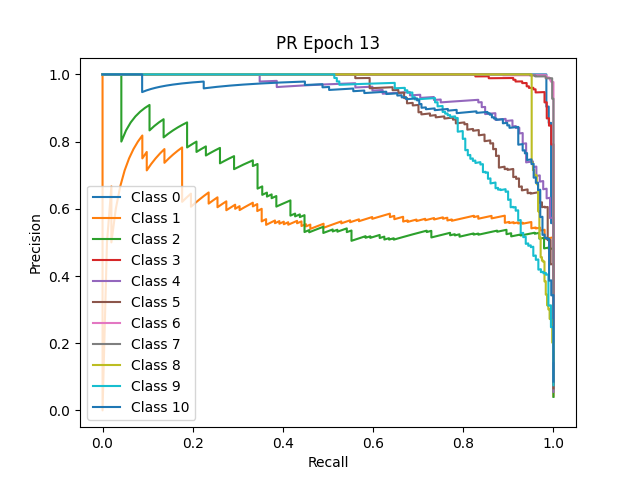 PR Epoch 13
Precision
1.0
0.8
0.6
0.4
0.2
0.0
Class 0
Class 1
Class 2
Class 3
Class 4
Class 5
Class 6
Class 7
Class 8
Class 9
Class 10
0.0 0.2 0.4 0.6 0.8 1.0
Recall